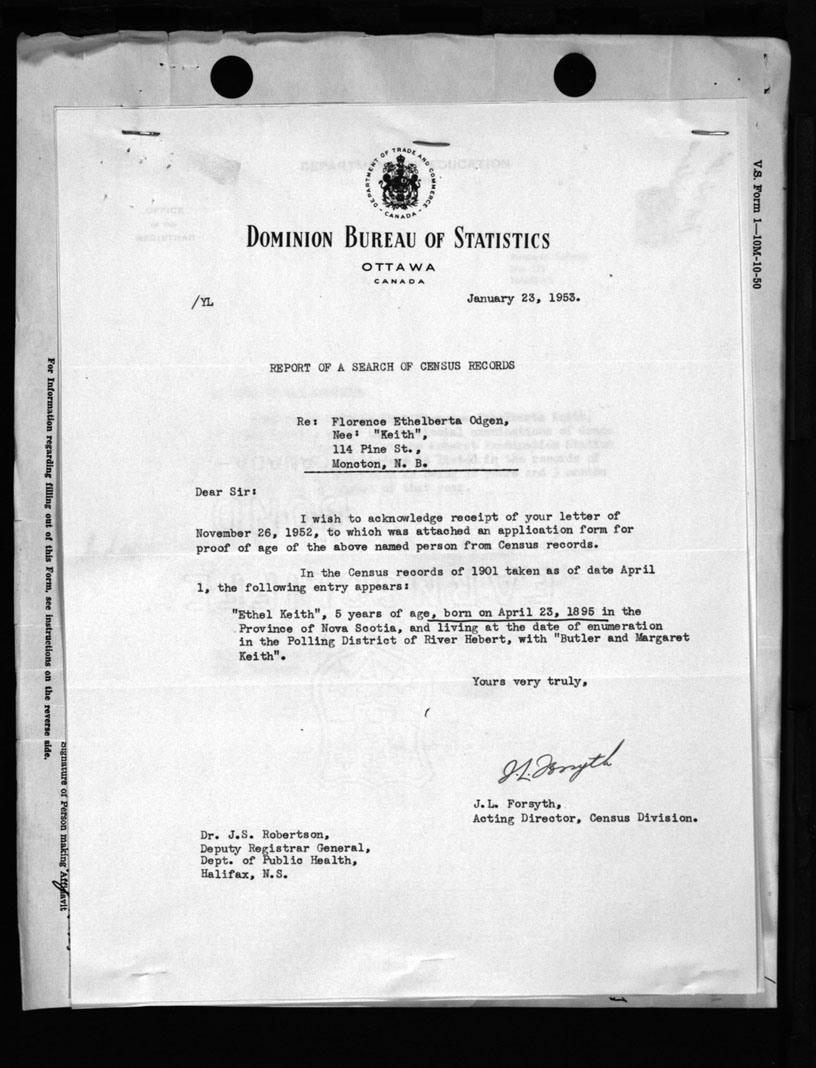 DEPARTMENT OF TRADE AND COMMERCE
- CANADA -
DOMINION BUREAU OF STATISTICS
OTTAWA
CANADA
/YL
January 23, 1953.
REPORT OF A SEARCH OF CENSUS RECORDS
Re: Florence Ethelberta Odgen,
Nee: "Keith",
114 Pine St.,
Moncton, N. B.
Dear Sir:
I wish to acknowledge receipt of your letter of
November 26, 1952, to which was attached an application form for
proof of age of the above named person from Census records.
In the Census records of 1901 taken as of date April
1, the following entry appears:
"Ethel Keith", 5 years of age, born on April 23, 1895 in the
Province of Nova Scotia, and living at the date of enumeration
in the Polling District of River Hebert, with "Butler and Margaret
Keith".
Yours very truly,
J.L. Forsyth
J.L. Forsyth,
Acting Director, Census Division.
Dr. J.S. Robertson,
Deputy Registrar General,
Dept. of Public Health,
Halifax, N.S.
V.S. Form 1—10M-10-50
For Information regarding filling out of this Form, see instructions on the reverse side.
Signature of Person making Affidavit